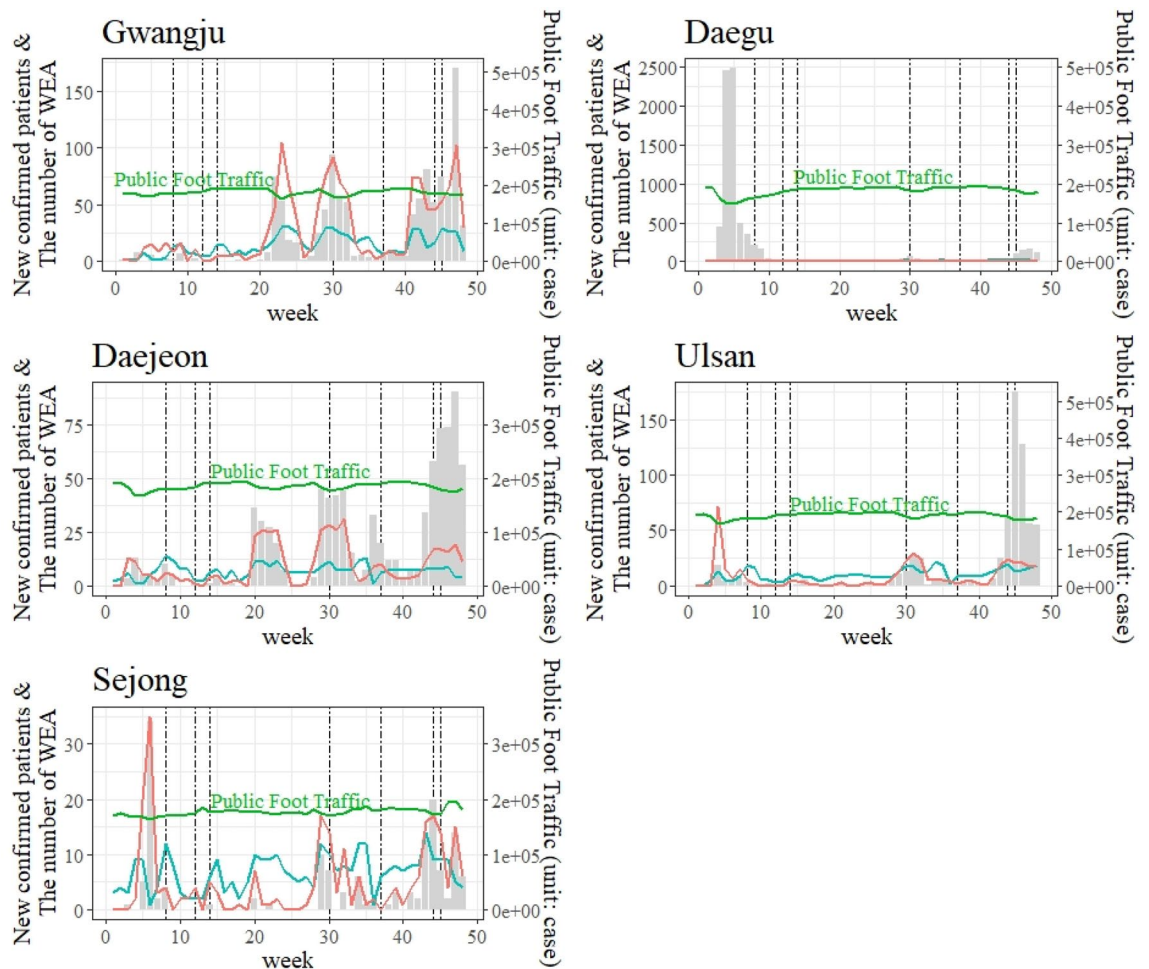 Gwangju
New confirmed patients &
The number of WEA
150
100
50
0
Public Foot Traffic
5e+05
4e+05
3e+05
2e+05
1e+05
0e+00
Public Foot Traffic (unit: case)
0 10 20 30 40 50
week
Daegu
New confirmed patients &
The number of WEA
2500
2000
1500
1000
500
0
Public Foot Traffic
5e+05
4e+05
3e+05
2e+05
1e+05
0e+00
Public Foot Traffic (unit: case)
0 10 20 30 40 50
week
Daejeon
New confirmed patients &
The number of WEA
75
50
25
0
Public Foot Traffic
3e+05
2e+05
1e+05
0e+00
Public Foot Traffic (unit: case)
0 10 20 30 40 50
week
Ulsan
New confirmed patients &
The number of WEA
150
100
50
0
Public Foot Traffic
5e+05
4e+05
3e+05
2e+05
1e+05
0e+00
Public Foot Traffic (unit: case)
0 10 20 30 40 50
week
Sejong
New confirmed patients &
The number of WEA
30
20
10
0
Public Foot Traffic
3e+05
2e+05
1e+05
0e+00
Public Foot Traffic (unit: case)
0 10 20 30 40 50
week